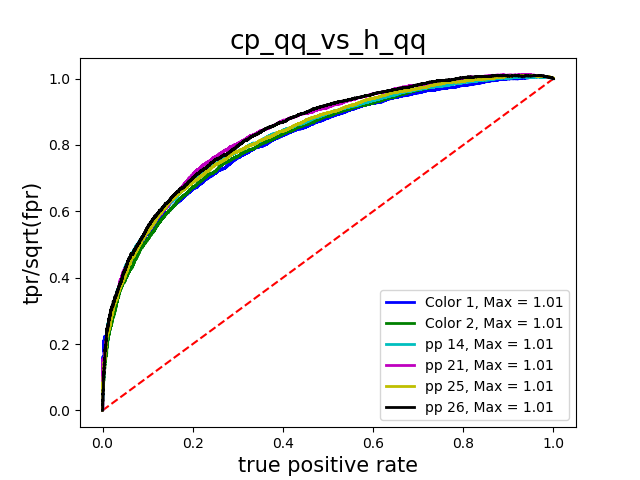 cp_qq_vs_h_qq
tpr/sqrt(fpr)
1.0
0.8
0.6
0.4
0.2
0.0
Color 1, Max = 1.01
Color 2, Max = 1.01
pp 14, Max = 1.01
pp 21, Max = 1.01
pp 25, Max = 1.01
pp 26, Max = 1.01
0.0 0.2 0.4 0.6 0.8 1.0
true positive rate